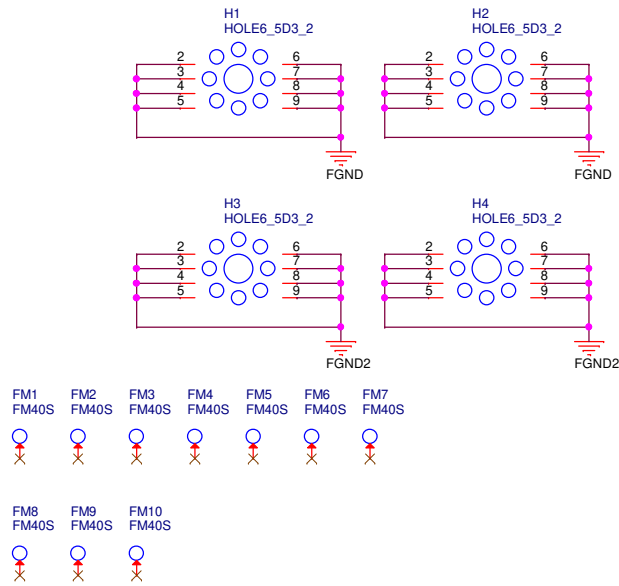 H1
HOLE6_5D3_2
2
3
4
5
6
7
8
9
FGND
H2
HOLE6_5D3_2
2
3
4
5
6
7
8
9
FGND
H3
HOLE6_5D3_2
2
3
4
5
6
7
8
9
FGND2
H4
HOLE6_5D3_2
2
3
4
5
6
7
8
9
FGND2
FM1
FM40S
FM2
FM40S
FM3
FM40S
FM4
FM40S
FM5
FM40S
FM6
FM40S
FM7
FM40S
FM8
FM40S
FM9
FM40S
FM10
FM40S